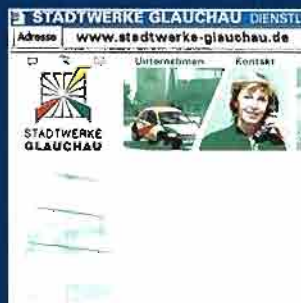 STADTWERKE GLAUCHAU DIENSTL
Adresse www.stadtwerke-glauchau.de
Unternehmen Kontakt
STADTWERKE
GLAUCHAU